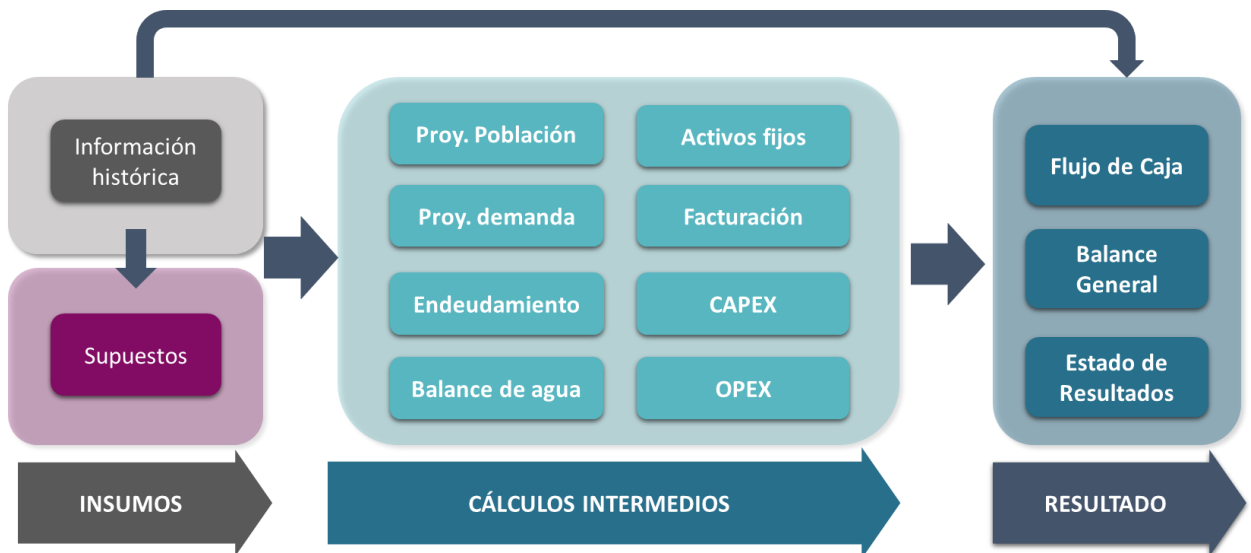 Información
histórica
Supuestos
Proy. Población
Activos fijos
Proy. demanda
Facturación
Endeudamiento
CAPEX
Balance de agua
OPEX
Flujo de Caja
Balance
General
Estado de
Resultados
INSUMOS
CÁLCULOS INTERMEDIOS
RESULTADO